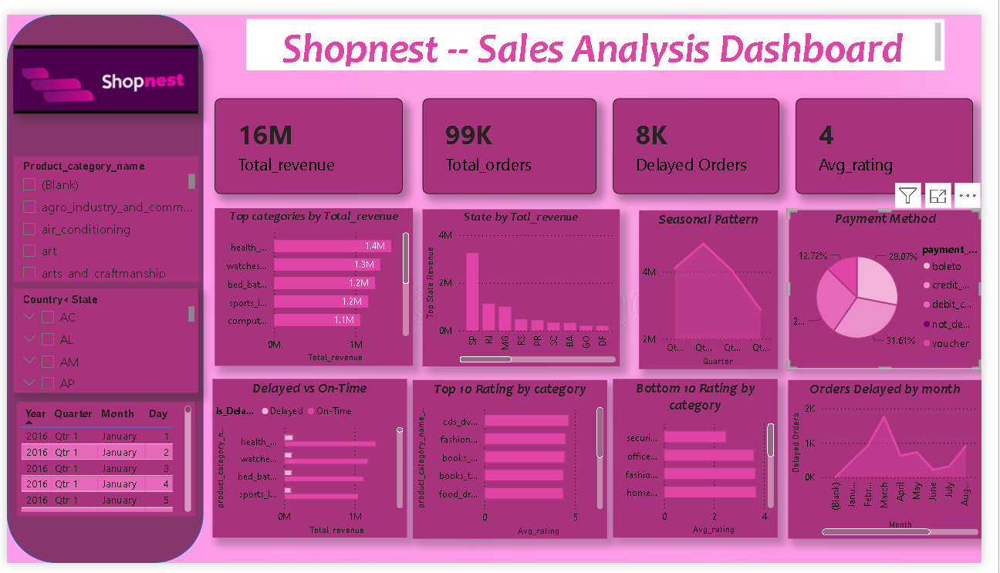 Shopnest -- Sales Analysis Dashboard
Shopnest
Product_category_name
(Blank)
agro_industry_and_comm...
air_conditioning
art
arts_and_craftmanship
Country< State
AC
AL
AM
AP
Year Quarter Month Day
2016 Qtr 1 January 1
2016 Qtr 1 January 2
2016 Qtr 1 January 3
2016 Qtr 1 January 4
2016 Qtr 1 January 5
16M
Total_revenue
99K
Total_orders
8K
Delayed Orders
4
Avg_rating
Top categories by Total_revenue
health_... 1.4M
watches... 1.3M
bed_bat... 1.2M
sports_l... 1.2M
comput... 1.1M
0M 1M
Total_revenue
State by Totl_revenue
Top State Revenue
4M
2M
0M
SP RJ MG RS PR SC BA GO DF
Seasonal Pattern
4M
2M
Qt... Qt... Qt... Qt...
Quarter
Payment Method
12.72%
28.07%
2...
31.61%
payment_...
boleto
credit_...
debit_c...
not_de...
voucher
Delayed vs On-Time
Is_Dela... Delayed On-Time
product_category_n...
health_...
watche...
bed_bat...
sports_l...
0M 1M
Total_revenue
Top 10 Rating by category
product_category_name_...
cds_dv...
fashion...
books_...
books_t...
food_dr...
0 5
Avg_rating
Bottom 10 Rating by
category
securi...
office...
fashio...
home...
0 2 4
Avg_rating
Orders Delayed by month
Delayed Orders
2K
1K
0K
(Blank) Janu... Febr... March April May June July Aug...
Month